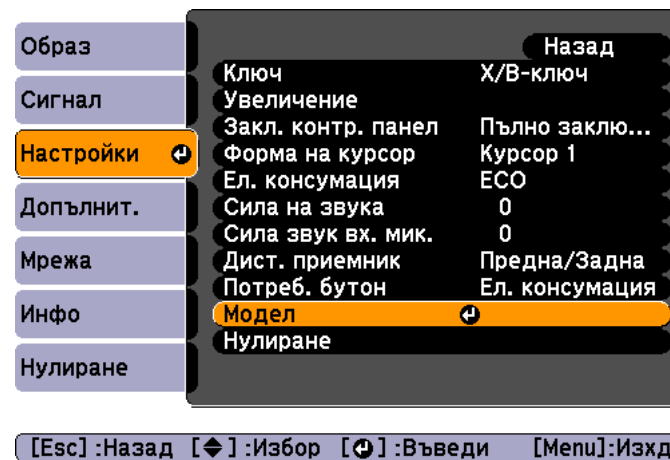 Образ
Сигнал
Настройки
Допълнит.
Мрежа
Инфо
Нулиране
Назад
Ключ Х/В-ключ
Увеличение
Закл. контр. панел Пълно заклю...
Форма на курсор Курсор 1
Ел. консумация ECO
Сила на звука 0
Сила звук вх. мик. 0
Дист. приемник Предна/Задна
Потреб. бутон Ел. консумация
Модел
Нулиране
[Esc] :Назад [◆] :Избор [⏎] :Въведи [Menu]:Изхд